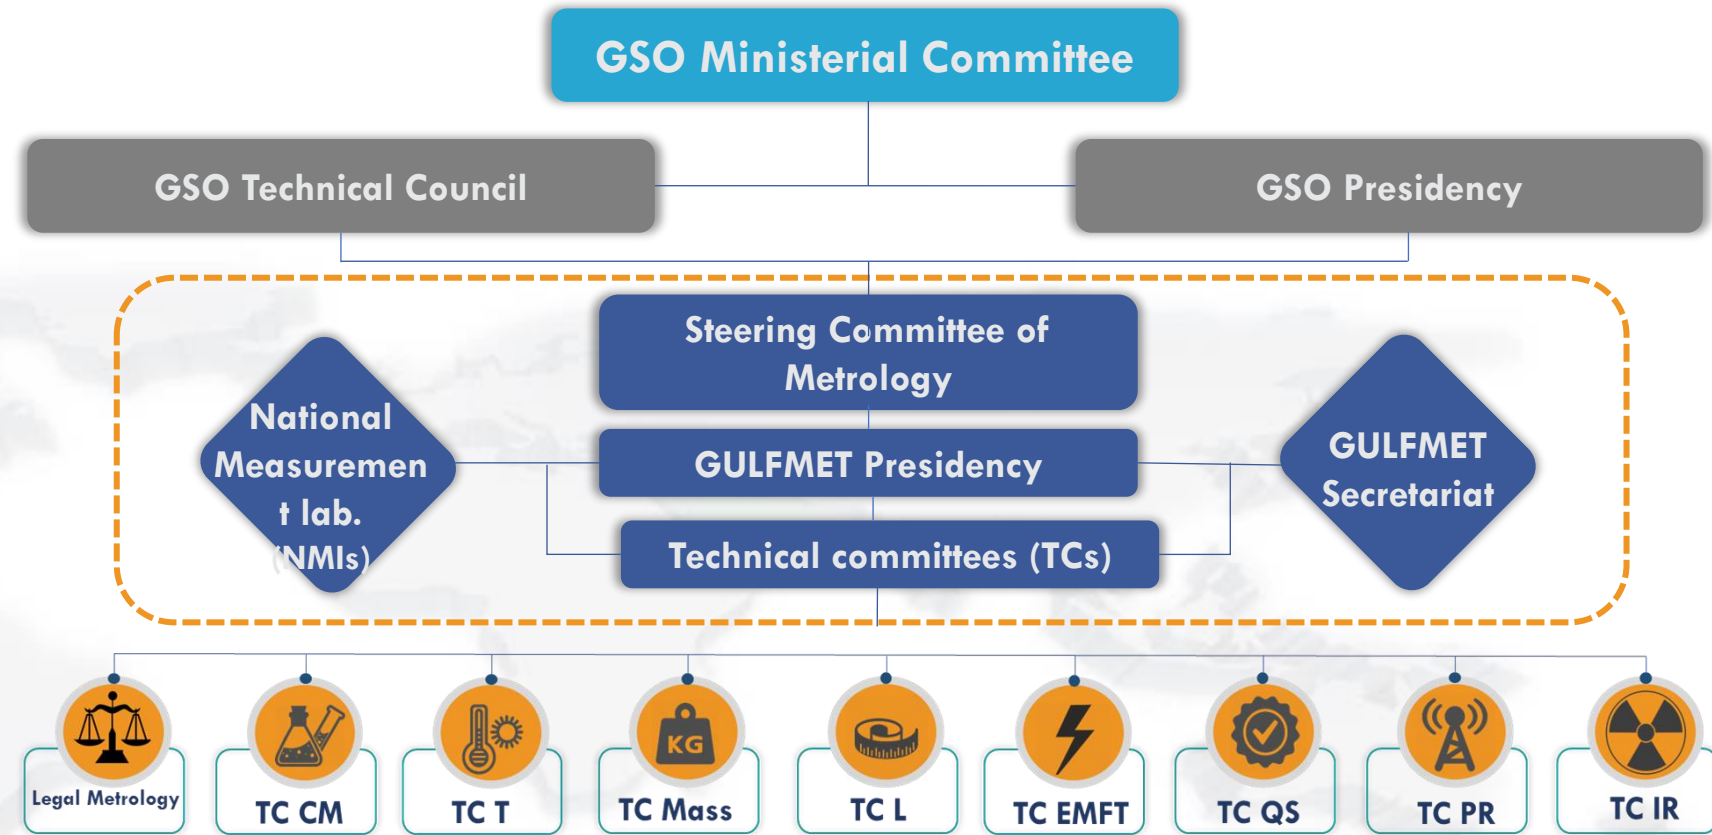 GSO Ministerial Committee
GSO Technical Council
GSO Presidency
Steering Committee of
Metrology
National
Measuremen
t lab.
(NMIs)
GULFMET Presidency
GULFMET
Secretariat
Technical committees (TCs)
KG
Legal Metrology
TC CM
TC T
TC Mass
TC L
TC EMFT
TC QS
TC PR
TC IR